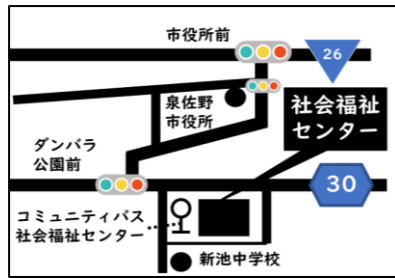 市役所前
26
泉佐野
市役所
社会福祉
センター
ダンバラ
公園前
30
コミュニティバス
社会福祉センター
新池中学校